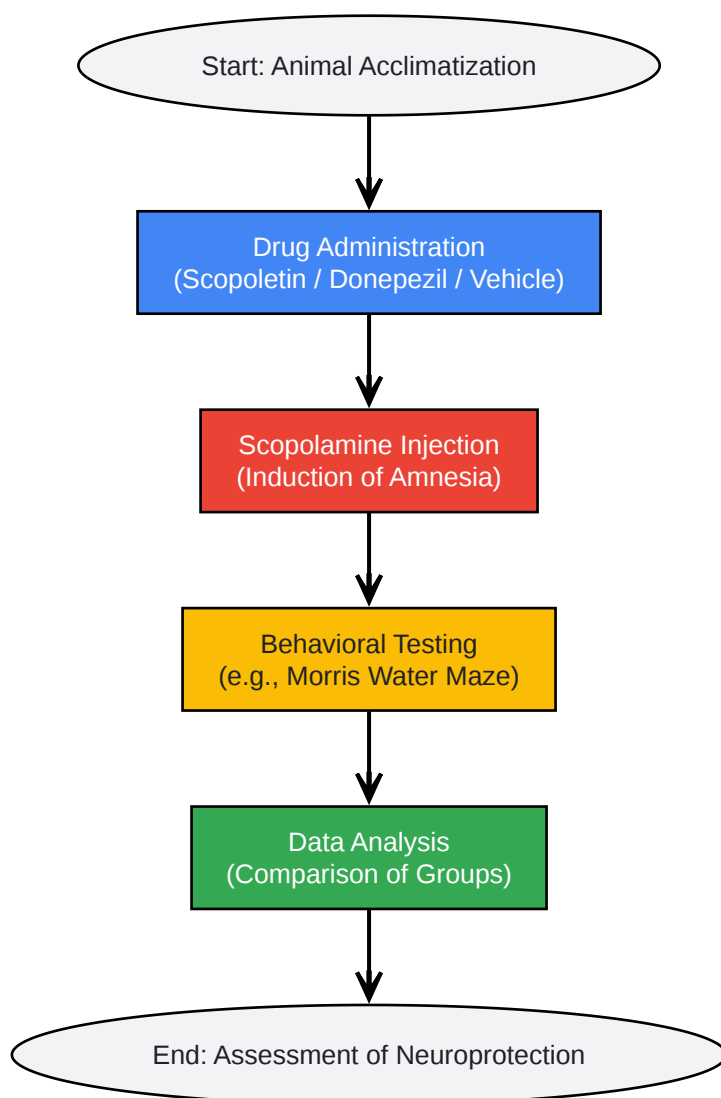 Start: Animal Acclimatization
Drug Administration
(Scopoletin / Donepezil / Vehicle)
Scopolamine Injection
(Induction of Amnesia)
Behavioral Testing
(e.g., Morris Water Maze)
Data Analysis
(Comparison of Groups)
End: Assessment of Neuroprotection